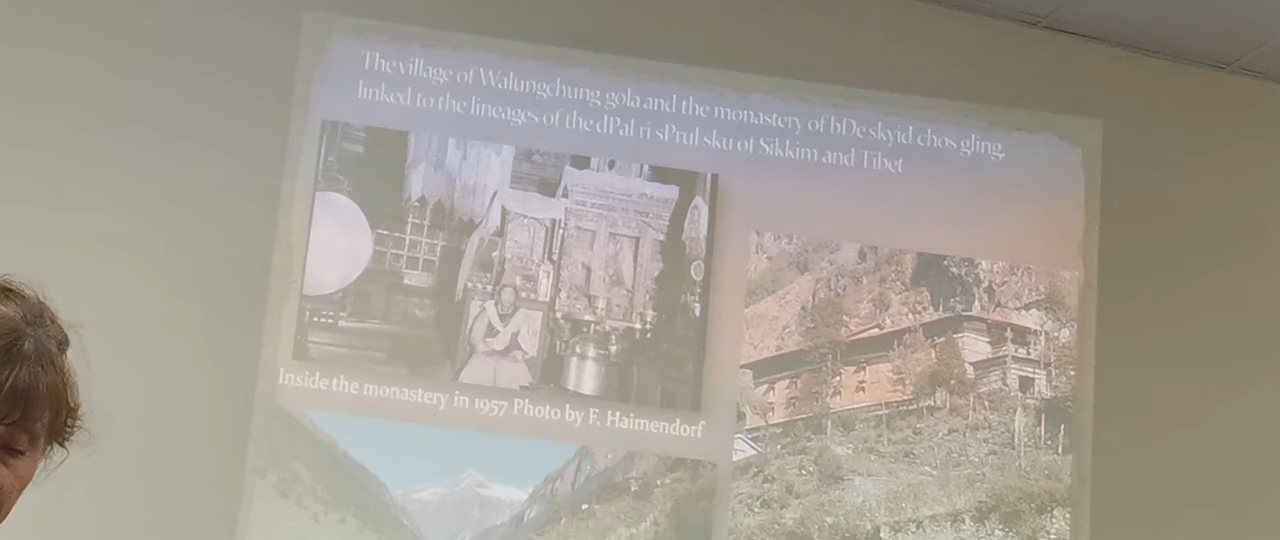 The village of Walungchung gola and the monastery of bDe skyid chos gling,
linked to the lineages of the dPal ri sPrul sku of Sikkim and Tibet
Inside the monastery in 1957 Photo by F. Haimendorf